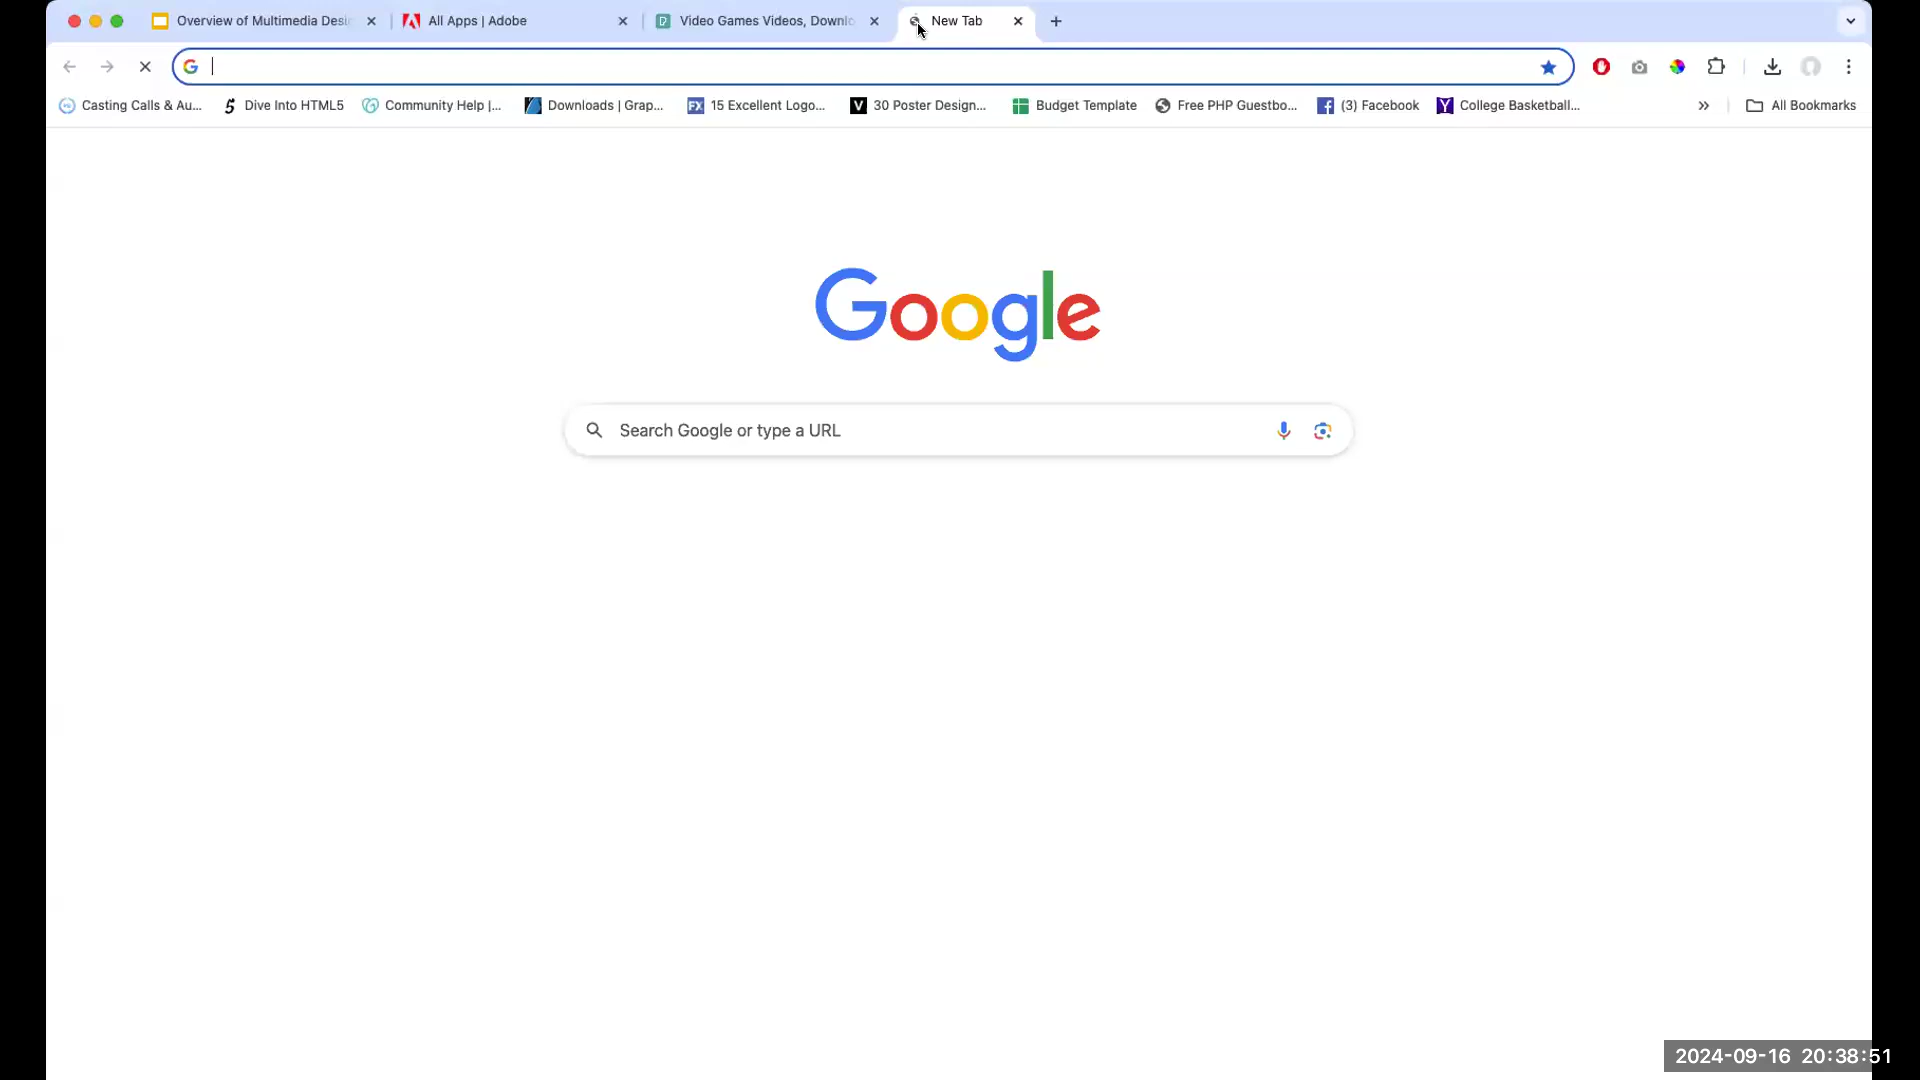 Overview of Multimedia Desi
All Apps | Adobe
Video Games Videos, Downlo
New Tab
Casting Calls & Au...
Dive Into HTML5
Community Help |...
Downloads | Grap...
FX 15 Excellent Logo...
V 30 Poster Design...
Budget Template
Free PHP Guestbo...
(3) Facebook
College Basketball...
All Bookmarks
Google
Search Google or type a URL
2024-09-16 20:38:51